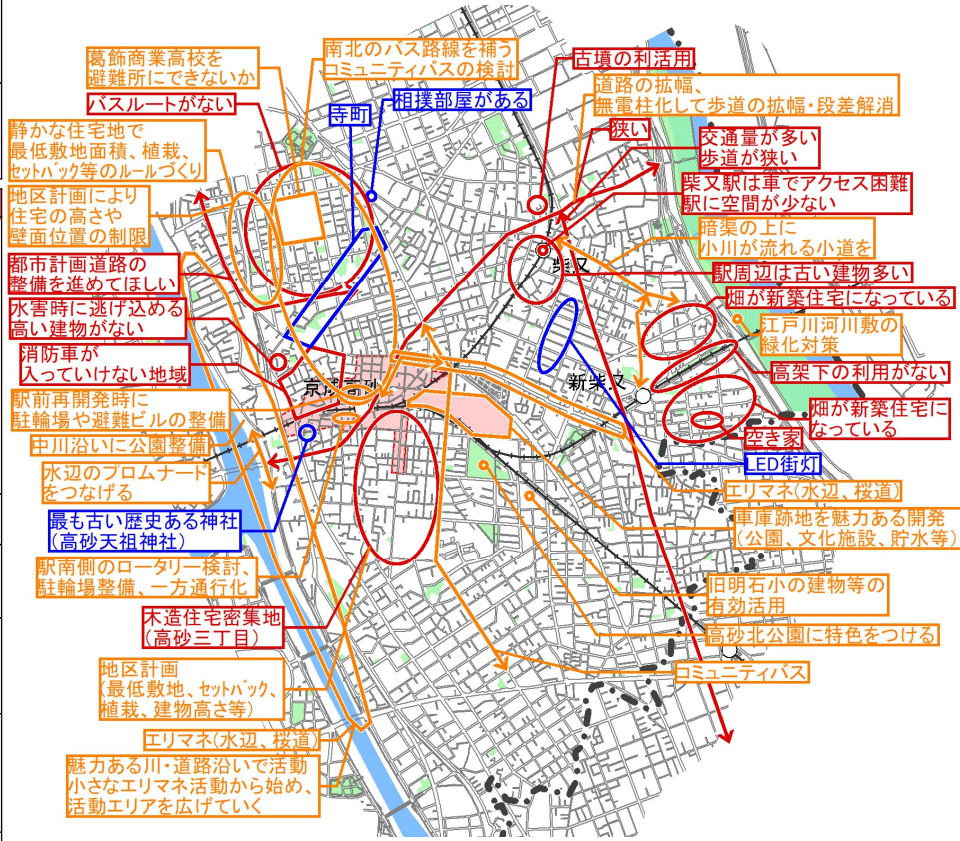 葛飾商業高校を
避難所にできないか
南北のバス路線を補う
コミュニティバスの検討
古墳の利活用
バスルートがない
寺町
相撲部屋がある
道路の拡幅、
無電柱化して歩道の拡幅・段差解消
狭い
静かな住宅地で
最低敷地面積、植栽、
セットバック等のルールづくり
交通量が多い
歩道が狭い
柴又駅は車でアクセス困難
駅に空間が少ない
地区計画により
住宅の高さや
壁面位置の制限
暗渠の上に
小川が流れる小道を
都市計画道路の
整備を進めてほしい
柴又
駅周辺は古い建物多い
畑が新築住宅になっている
水害時に逃げ込める
高い建物がない
江戸川河川敷の
緑化対策
消防車が
入っていけない地域
高架下の利用がない
京成高砂
新柴又
駅前再開発時に
駐輪場や避難ビルの整備
畑が新築住宅に
なっている
空き家
中川沿いに公園整備
LED街灯
水辺のプロムナード
をつなげる
エリマネ(水辺、桜道)
最も古い歴史ある神社
(高砂天祖神社)
車庫跡地を魅力ある開発
(公園、文化施設、貯水等)
駅南側のロータリー検討、
駐輪場整備、一方通行化
旧明石小の建物等の
有効活用
木造住宅密集地
(高砂三丁目)
高砂北公園に特色をつける
地区計画
(最低敷地、セットバック、
植栽、建物高さ等)
コミュニティバス
エリマネ(水辺、桜道)
魅力ある川・道路沿いで活動
小さなエリマネ活動から始め、
活動エリアを広げていく